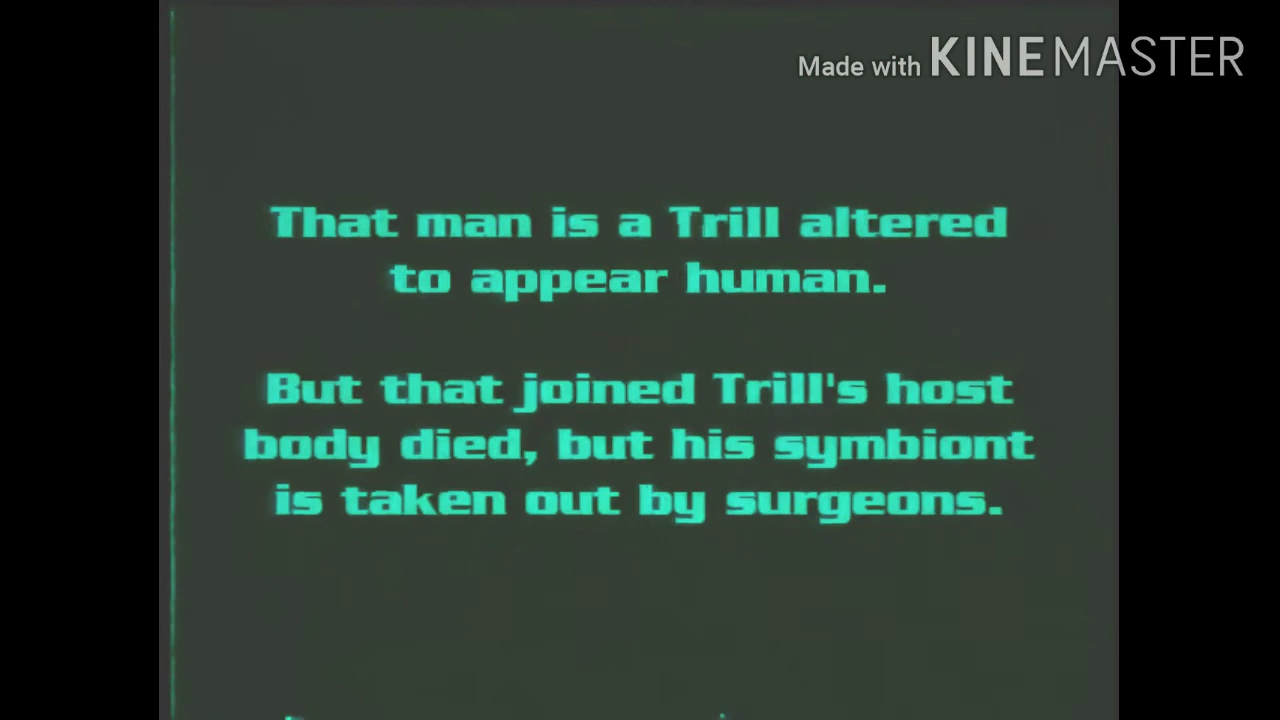 Made with KINEMASTER
That man is a Trill altered
to appear human.
But that joined Trill's host
body died, but his symbiont
is taken out by surgeons.